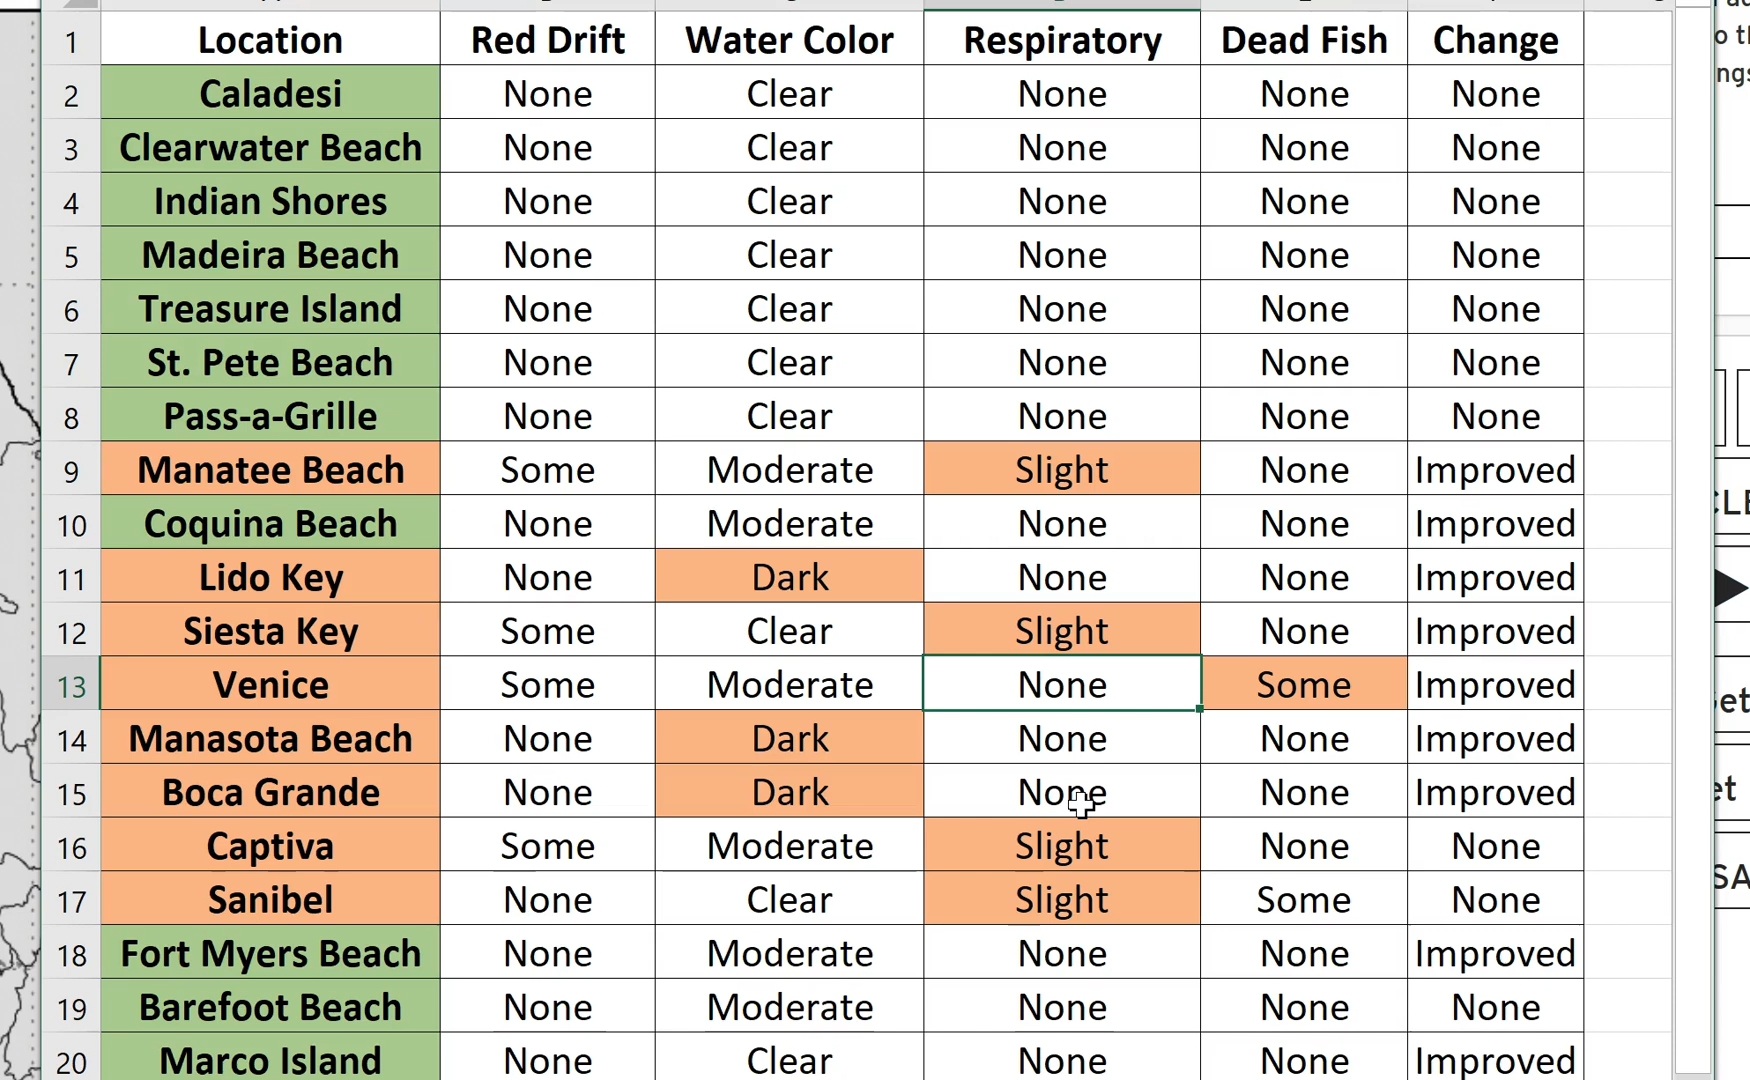 1 Location Red Drift Water Color Respiratory Dead Fish Change
2 Caladesi None Clear None None None
3 Clearwater Beach None Clear None None None
4 Indian Shores None Clear None None None
5 Madeira Beach None Clear None None None
6 Treasure Island None Clear None None None
7 St. Pete Beach None Clear None None None
8 Pass-a-Grille None Clear None None None
9 Manatee Beach Some Moderate Slight None Improved
10 Coquina Beach None Moderate None None Improved
11 Lido Key None Dark None None Improved
12 Siesta Key Some Clear Slight None Improved
13 Venice Some Moderate None Some Improved
14 Manasota Beach None Dark None None Improved
15 Boca Grande None Dark None None Improved
16 Captiva Some Moderate Slight None None
17 Sanibel None Clear Slight Some None
18 Fort Myers Beach None Moderate None None Improved
19 Barefoot Beach None Moderate None None None
20 Marco Island None Clear None None Improved